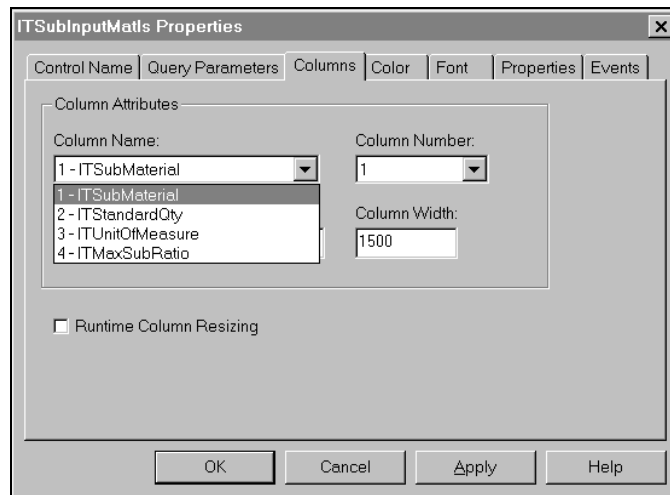 ITSubInputMatls Properties
Control Name Query Parameters Columns Color Font Properties Events
Column Attributes
Column Name: Column Number:
1 - ITSubMaterial 1
1 - ITSubMaterial
2 - ITStandardQty Column Width:
3 - ITUnitOfMeasure 1500
4 - ITMaxSubRatio
Runtime Column Resizing
OK Cancel Apply Help